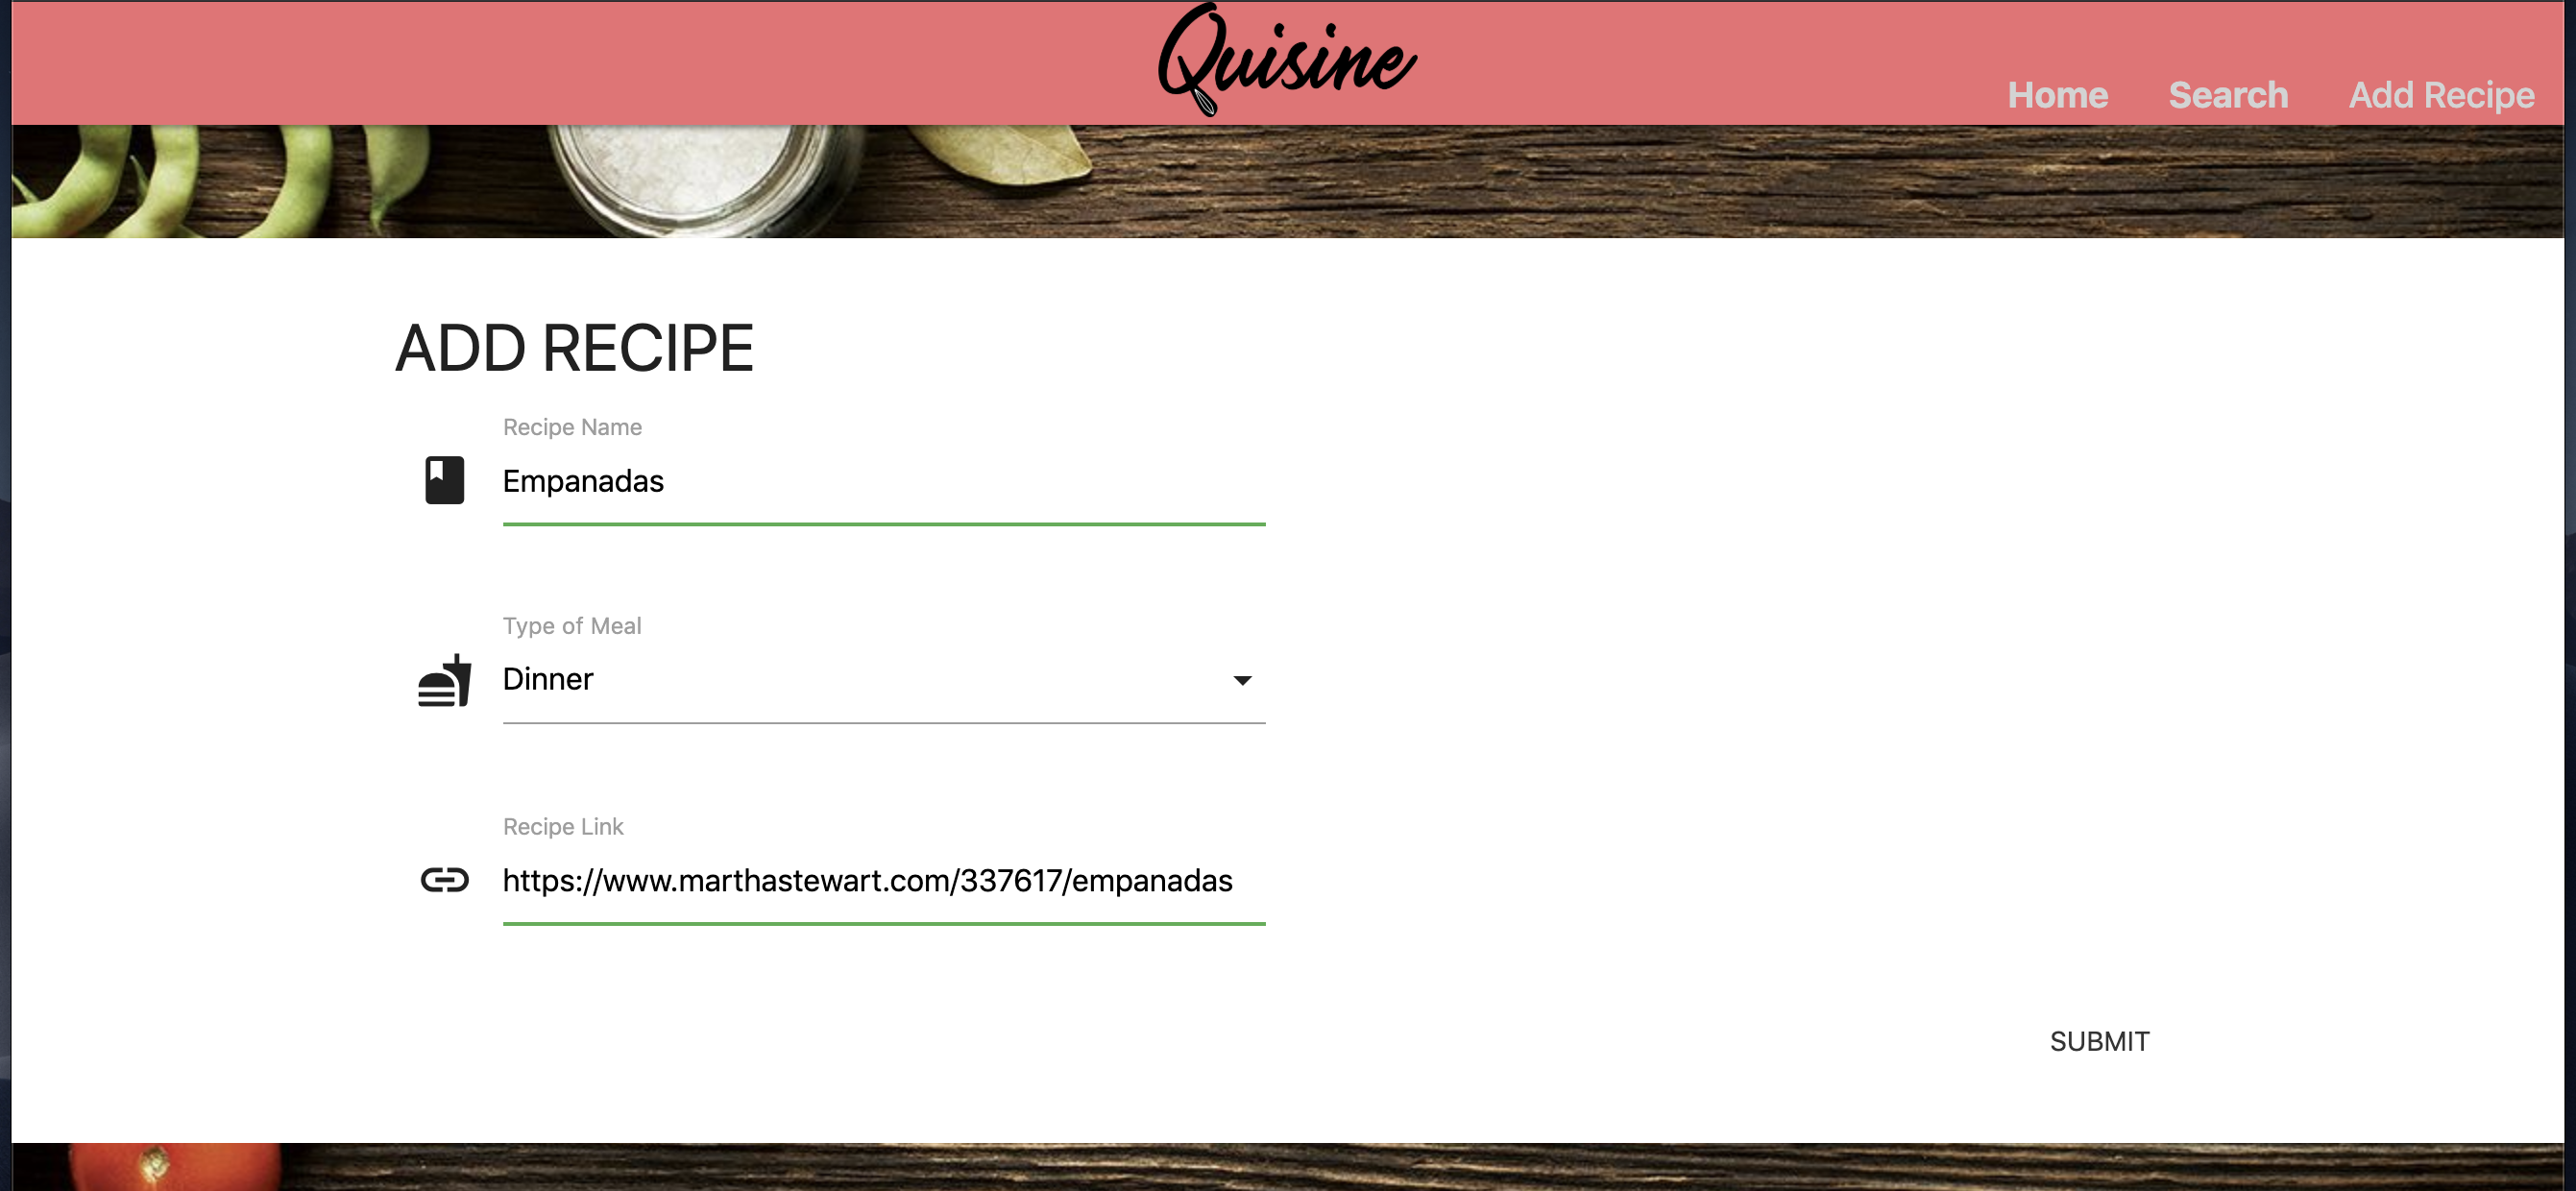 Quisine
Home Search Add Recipe
ADD RECIPE
Recipe Name
Empanadas
Type of Meal
Dinner
Recipe Link
https://www.marthastewart.com/337617/empanadas
SUBMIT